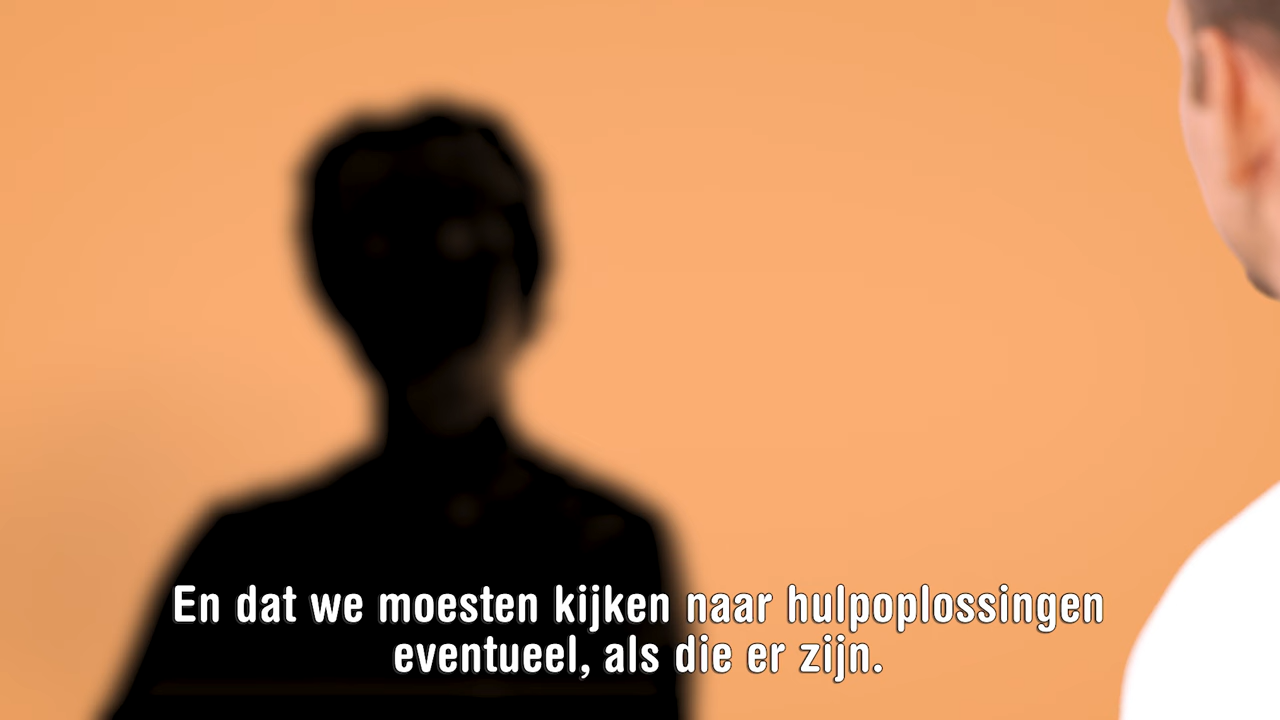 En dat we moesten kijken naar hulpoplossingen
eventueel, als die er zijn.